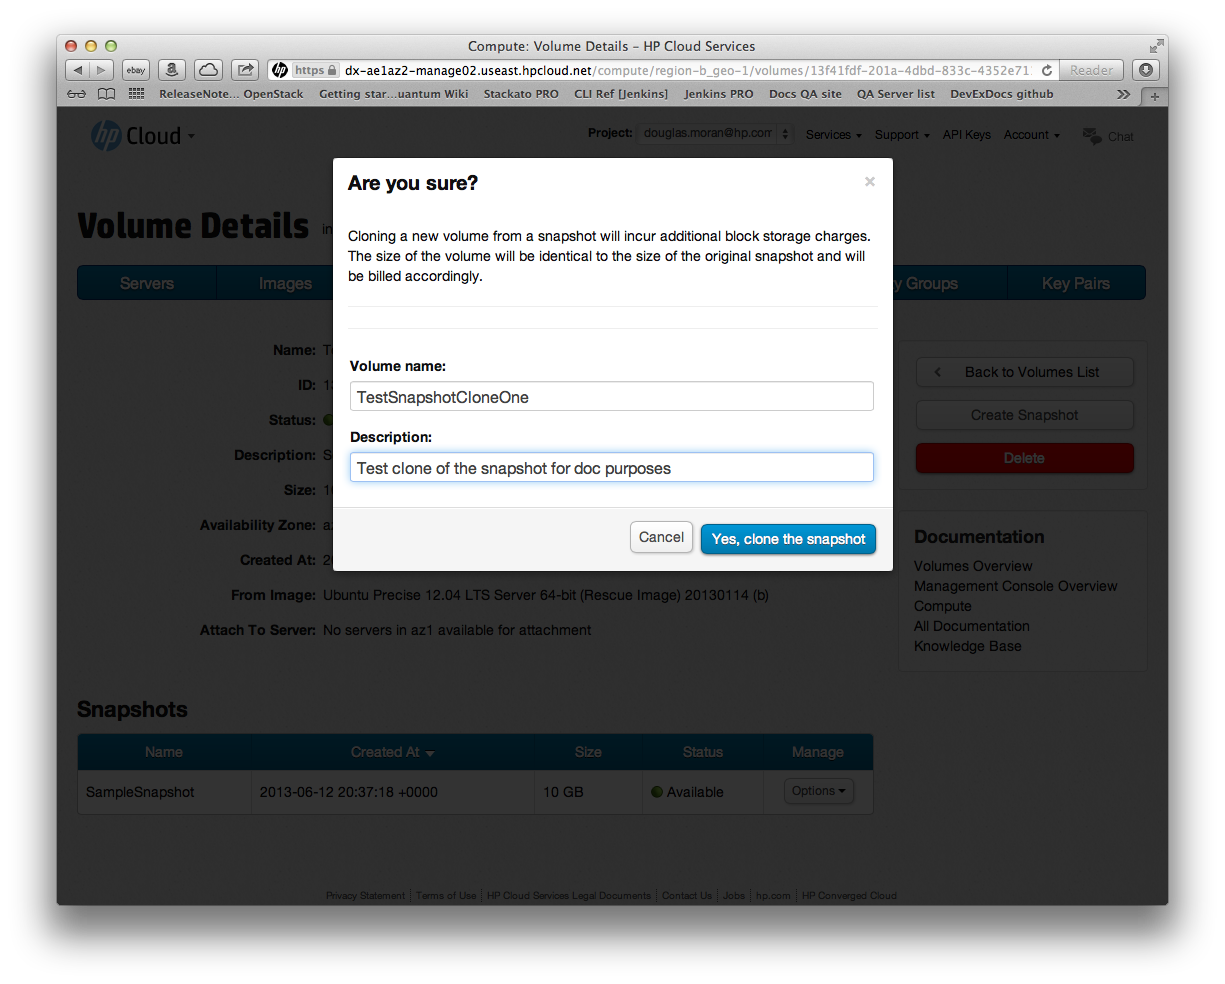 Compute: Volume Details – HP Cloud Services
ebay
a
hp https dx-ae1az2-manage02.useast.hpcloud.net/compute/region-b_geo-1/volumes/13f41fdf-201a-4dbd-833c-4352e71
Reader
ReleaseNote... OpenStack Getting star...uantum Wiki Stackato PRO CLI Ref [Jenkins] Jenkins PRO Docs QA site QA Server list DevExDocs github
hp Cloud
Project: douglas.moran@hp.com Services Support API Keys Account Chat
Are you sure?
×
Volume Details in
Cloning a new volume from a snapshot will incur additional block storage charges.
The size of the volume will be identical to the size of the original snapshot and will
be billed accordingly.
Servers Images y Groups Key Pairs
Name: T
ID: 1
Status:
Description: S
Size: 1
Availability Zone: a
Created At: 2
From Image: Ubuntu Precise 12.04 LTS Server 64-bit (Rescue Image) 20130114 (b)
Attach To Server: No servers in az1 available for attachment
Volume name:
TestSnapshotCloneOne
Description:
Test clone of the snapshot for doc purposes
Cancel Yes, clone the snapshot
Back to Volumes List
Create Snapshot
Delete
Documentation
Volumes Overview
Management Console Overview
Compute
All Documentation
Knowledge Base
Snapshots
Name Created At Size Status Manage
SampleSnapshot 2013-06-12 20:37:18 +0000 10 GB Available Options
Privacy Statement | Terms of Use | HP Cloud Services Legal Documents | Contact Us | Jobs | hp.com | HP Converged Cloud